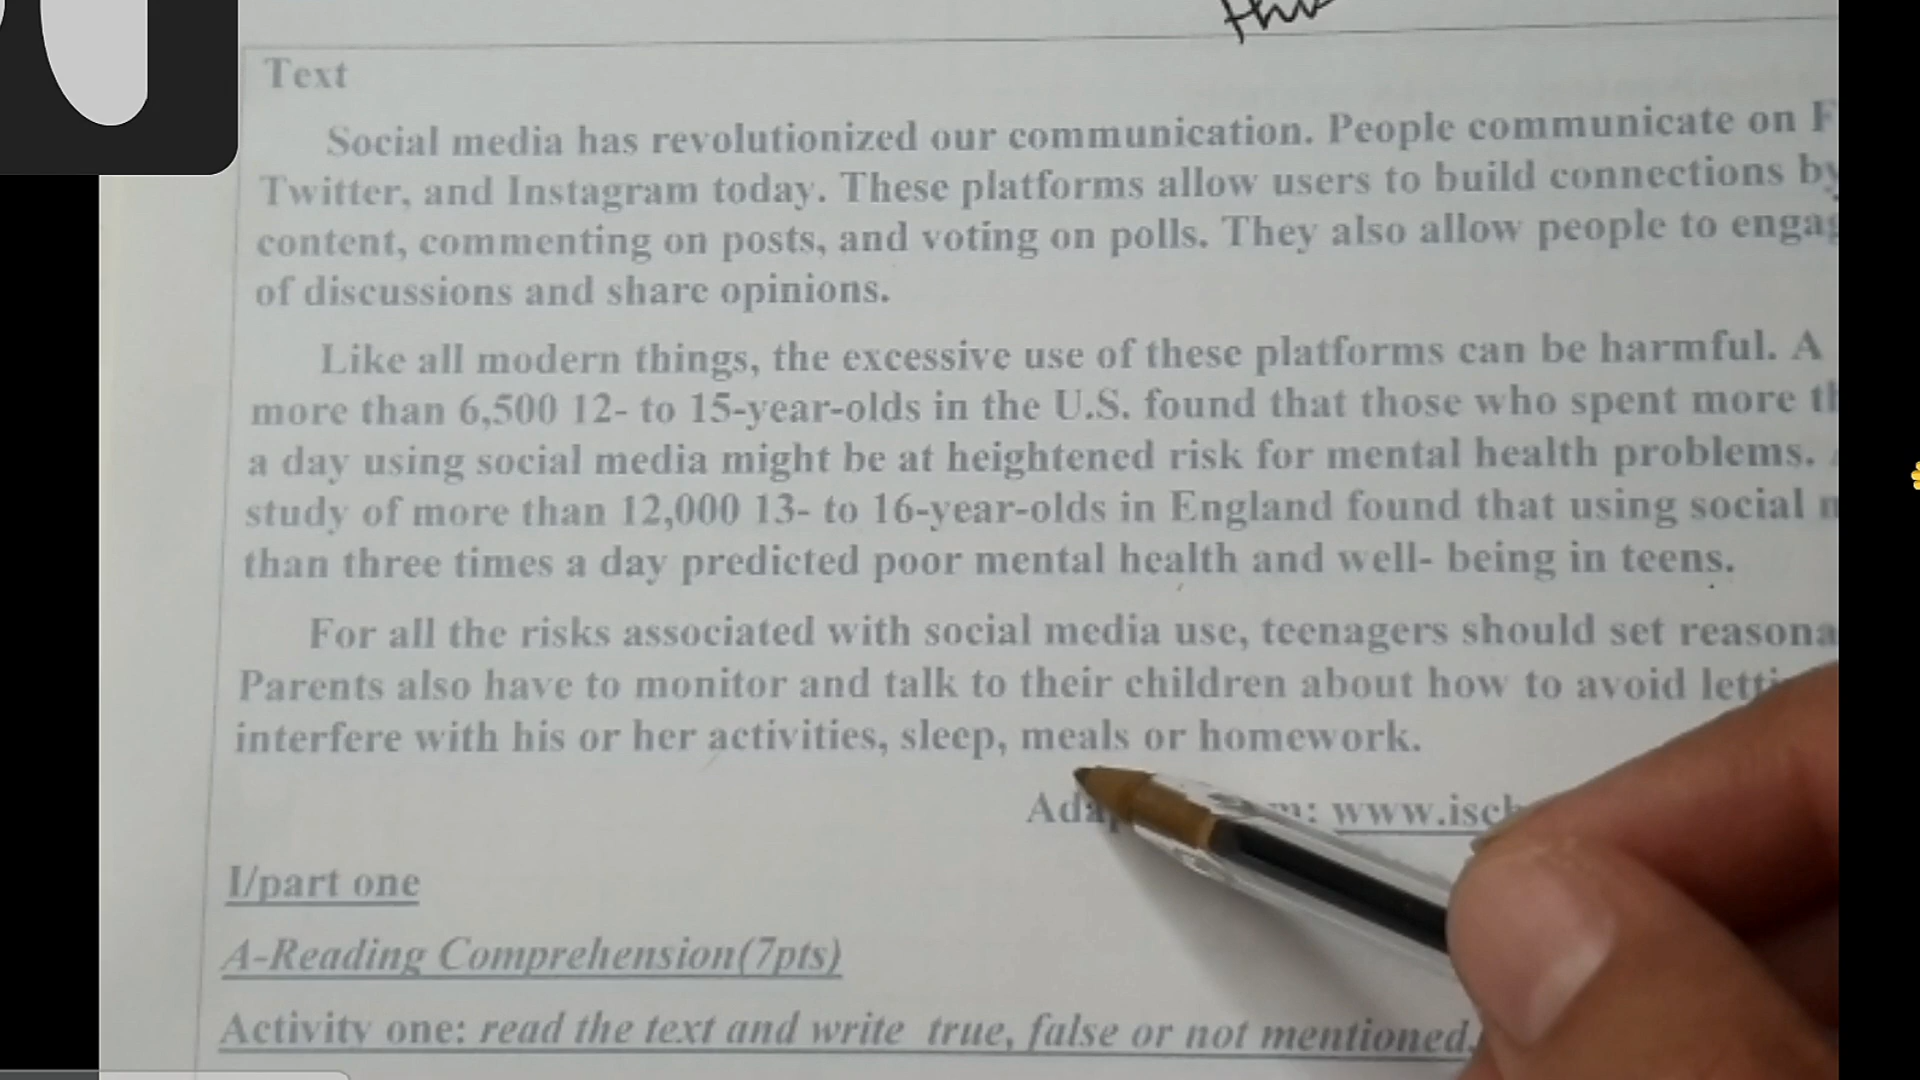 Text
Social media has revolutionized our communication. People communicate on
Twitter, and Instagram today. These platforms allow users to build connections by
content, commenting on posts, and voting on polls. They also allow people to
of discussions and share opinions.
Like all modern things, the excessive use of these platforms can be harmful. A
more than 6,500 12- to 15-year-olds in the U.S. found that those who spent more
a day using social media might be at heightened risk for mental health problems.
study of more than 12,000 13- to 16-year-olds in England found that using social
than three times a day predicted poor mental health and well- being in teens.
For all the risks associated with social media use, teenagers should set
Parents also have to monitor and talk to their children about how to avoid
interfere with his or her activities, sleep, meals or homework.
I/part one
A-Reading Comprehension(7pts)
Activity one: read the text and write true, false or not mentioned.